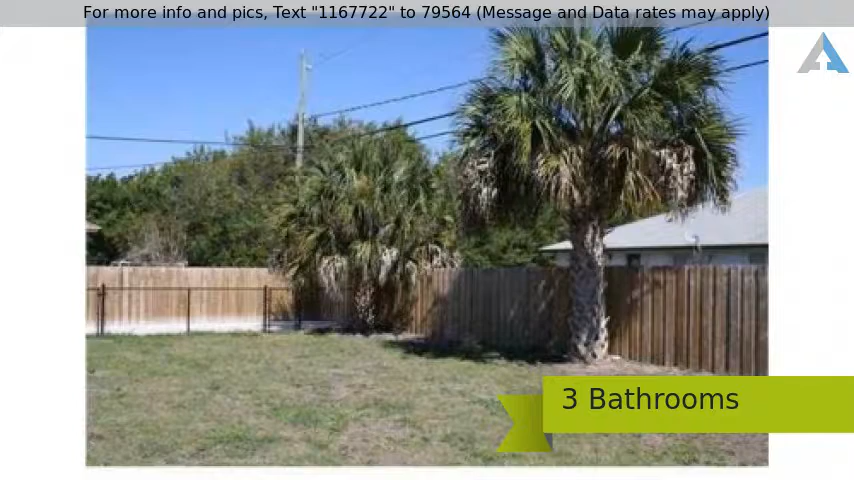 For more info and pics, Text "1167722" to 79564 (Message and Data rates may apply)
3 Bathrooms